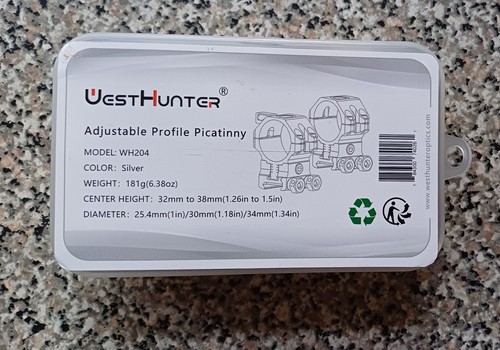 WESTHUNTER®
Adjustable Profile Picatinny
MODEL: WH204
COLOR: Silver
WEIGHT: 181g(6.38oz)
CENTER HEIGHT: 32mm to 38mm(1.26in to 1.5in)
DIAMETER: 25.4mm(1in)/30mm(1.18in)/34mm(1.34in)
www.westhunteroptics.com